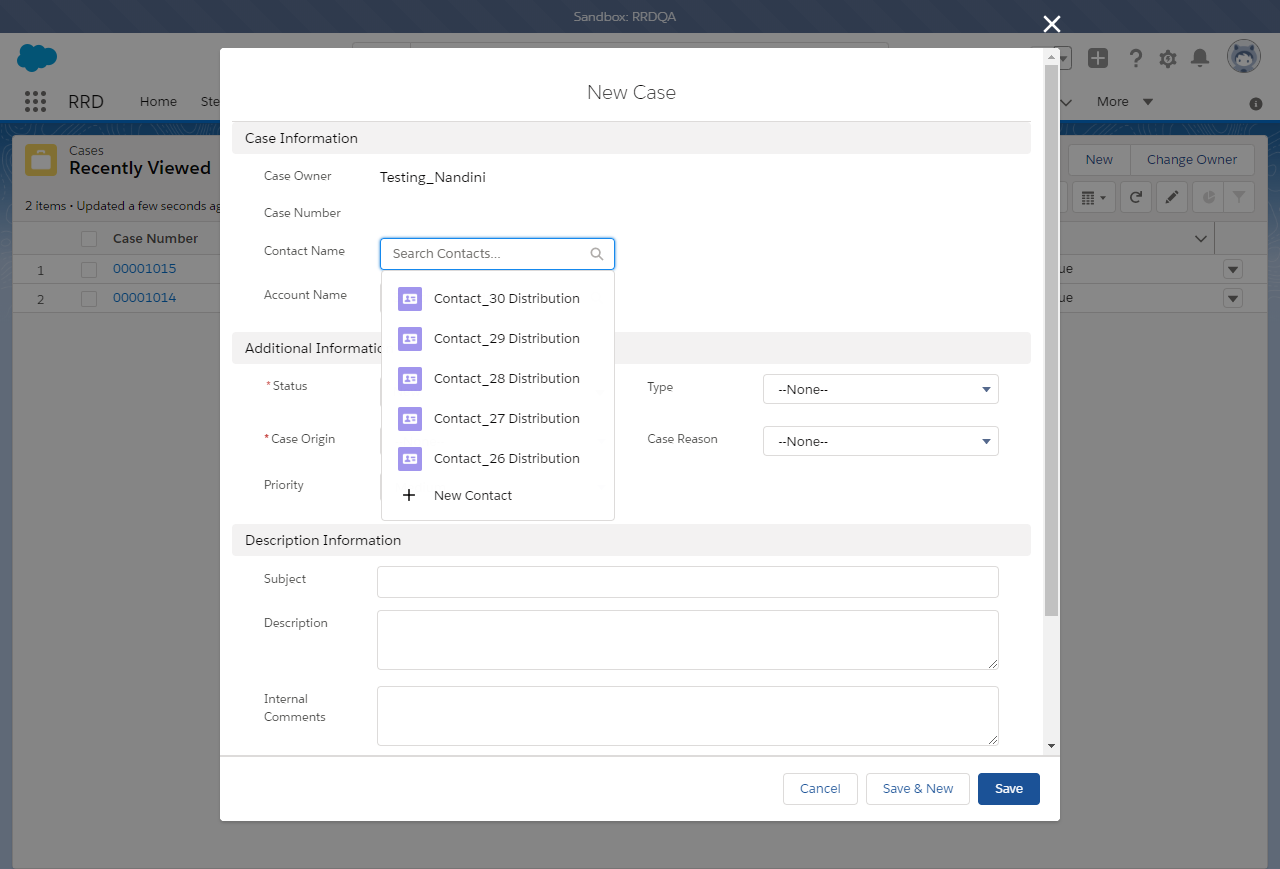 Sandbox: RRDQA
RRD
Home
Ste
More
Cases
Recently Viewed
New
Change Owner
2 items • Updated a few seconds ag
Case Number
1
00001015
ue
2
00001014
ue
New Case
Case Information
Case Owner
Testing_Nandini
Case Number
Contact Name
Search Contacts...
Contact_30 Distribution
Contact_29 Distribution
Contact_28 Distribution
Contact_27 Distribution
Contact_26 Distribution
New Contact
Account Name
Additional Informatio
*Status
Type
--None--
*Case Origin
Case Reason
--None--
Priority
Description Information
Subject
Description
Internal
Comments
Cancel
Save & New
Save